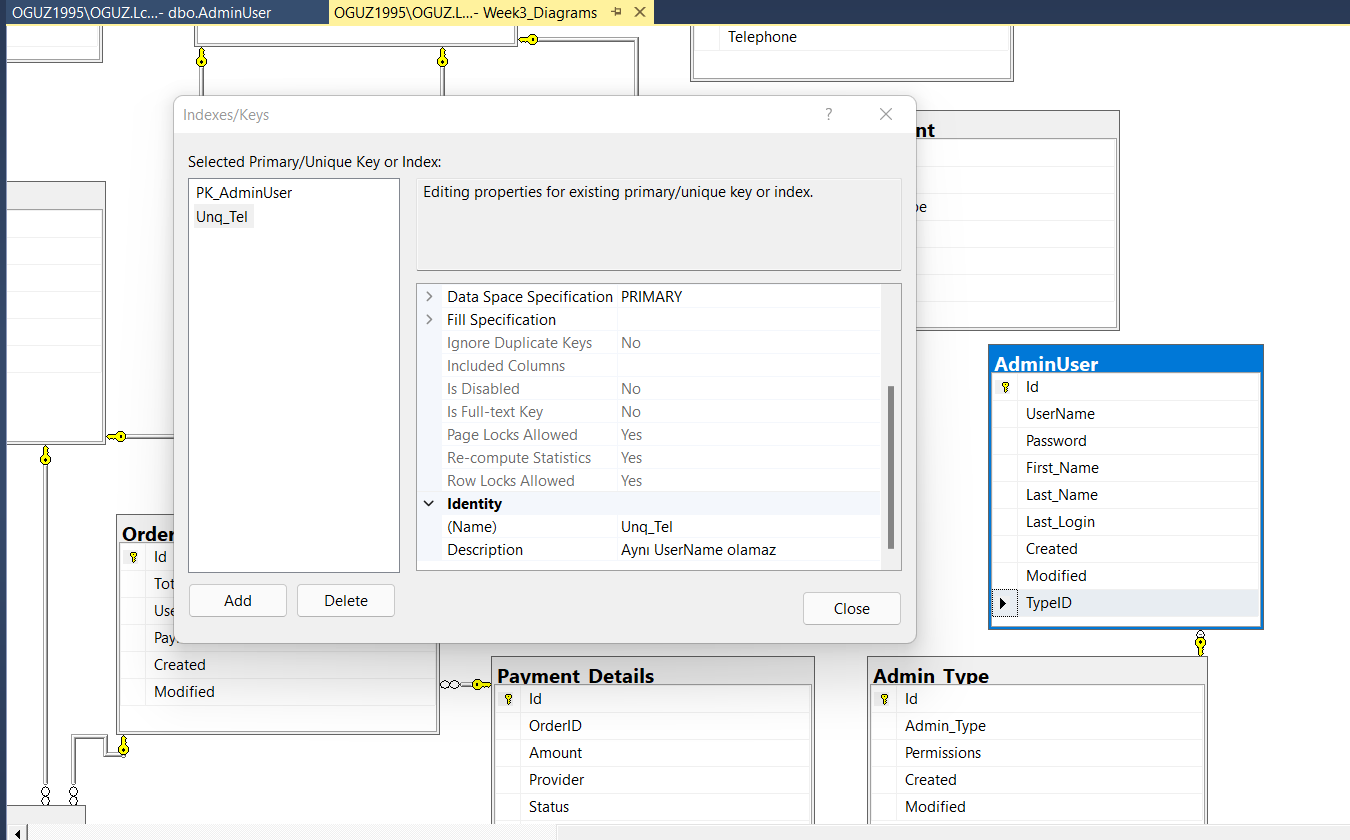 OGUZ1995\OGUZ.Lc...- dbo.AdminUser
OGUZ1995\OGUZ.L...- Week3_Diagrams
Telephone
Indexes/Keys
?
Selected Primary/Unique Key or Index:
PK_AdminUser
Unq_Tel
Editing properties for existing primary/unique key or index.
Data Space Specification PRIMARY
Fill Specification
Ignore Duplicate Keys No
Included Columns
Is Disabled No
Is Full-text Key No
Page Locks Allowed Yes
Re-compute Statistics Yes
Row Locks Allowed Yes
Identity
(Name) Unq_Tel
Description Aynı UserName olamaz
Add
Delete
Close
nt
pe
AdminUser
Id
UserName
Password
First_Name
Last_Name
Last_Login
Created
Modified
TypeID
Order
Id
Tot
Use
Pay
Created
Modified
Payment_Details
Id
OrderID
Amount
Provider
Status
Admin_Type
Id
Admin_Type
Permissions
Created
Modified